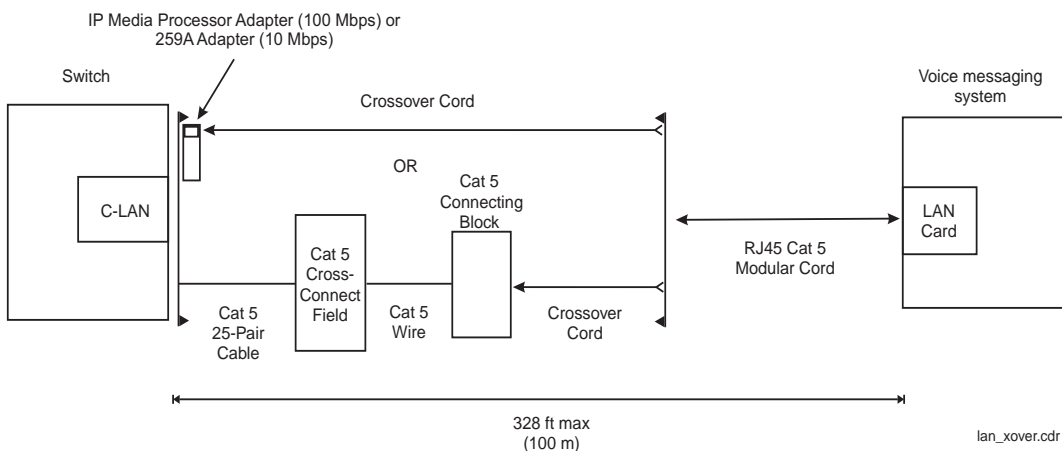 IP Media Processor Adapter (100 Mbps) or
259A Adapter (10 Mbps)
Switch
Voice messaging
system
Crossover Cord
OR
C-LAN
Cat 5
Connecting
Block
LAN
Card
RJ45 Cat 5
Modular Cord
Cat 5
Cross-
Connect
Field
Cat 5
25-Pair
Cable
Cat 5
Wire
Crossover
Cord
328 ft max
(100 m)
lan_xover.cdr